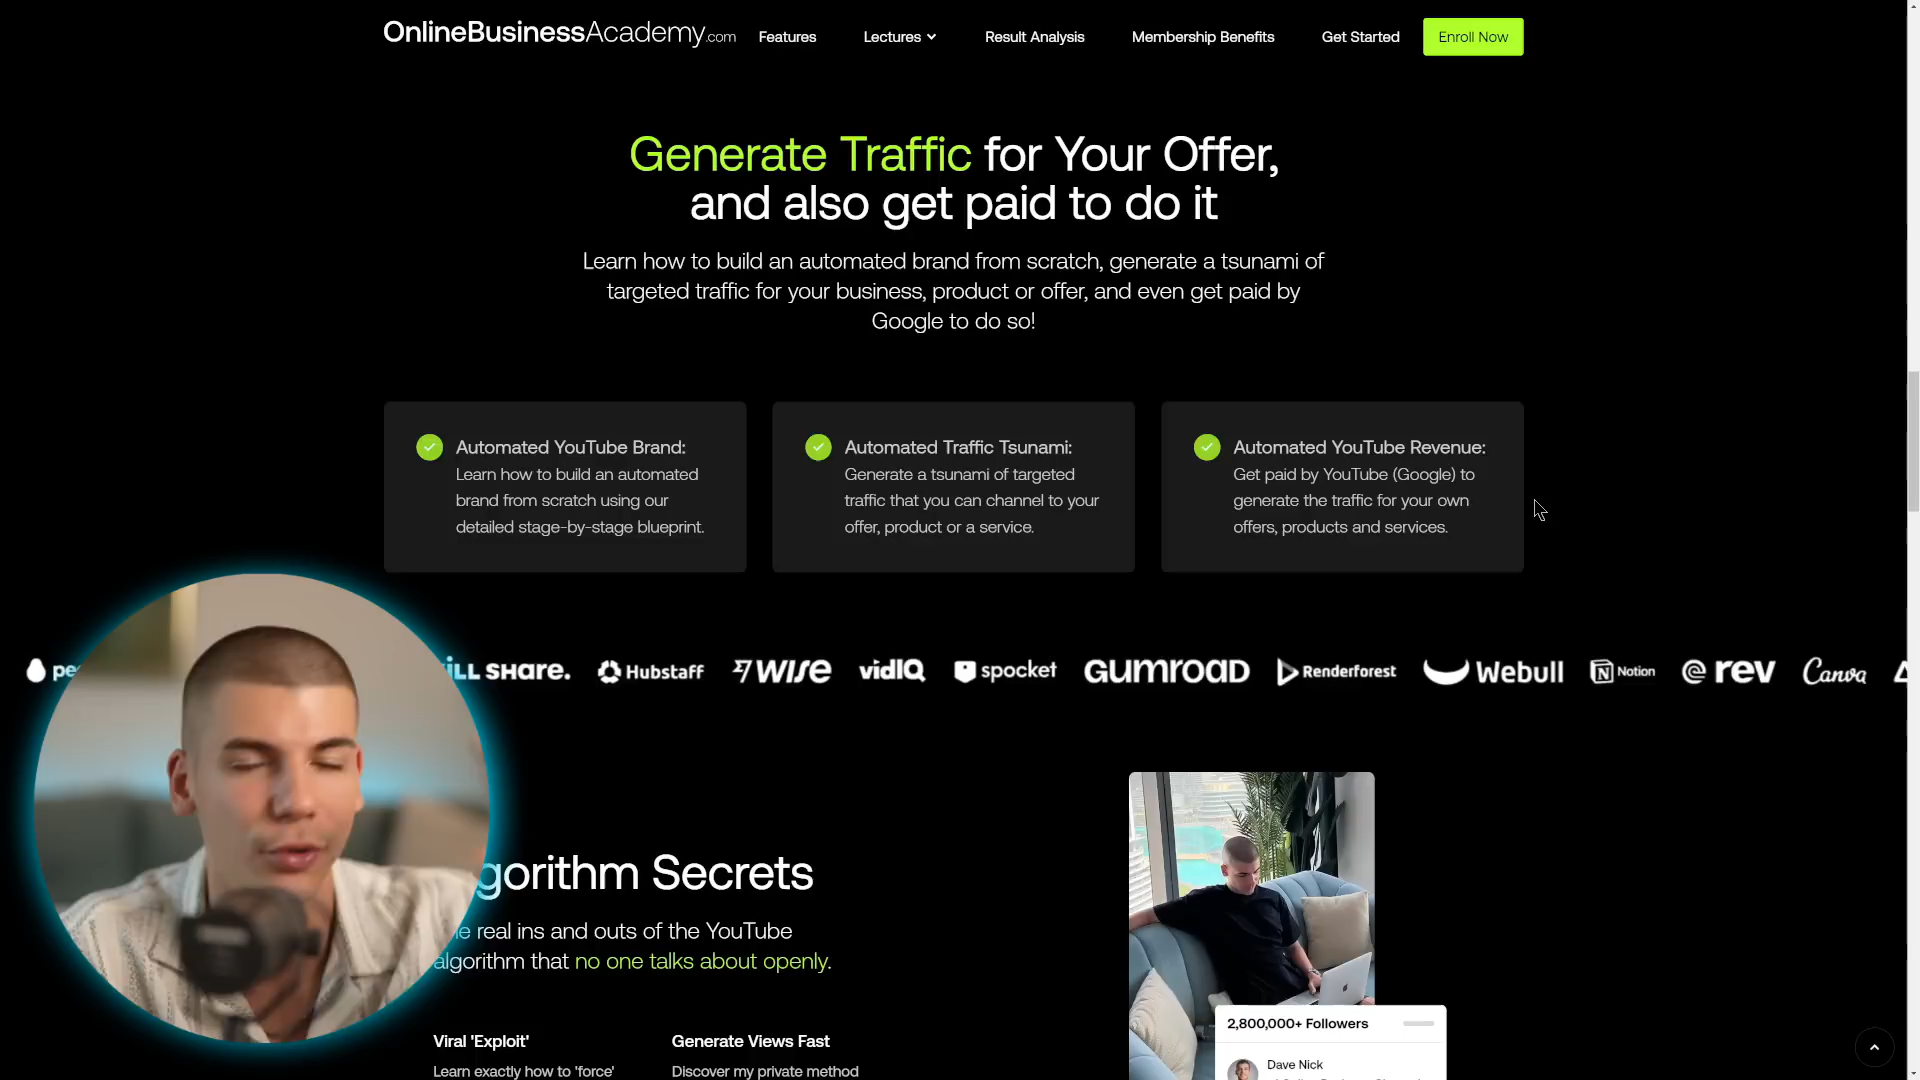 OnlineBusinessAcademy.com
Features
Lectures
Result Analysis
Membership Benefits
Get Started
Enroll Now
Generate Traffic for Your Offer,
and also get paid to do it
Learn how to build an automated brand from scratch, generate a tsunami of
targeted traffic for your business, product or offer, and even get paid by
Google to do so!
Automated YouTube Brand:
Learn how to build an automated
brand from scratch using our
detailed stage-by-stage blueprint.
Automated Traffic Tsunami:
Generate a tsunami of targeted
traffic that you can channel to your
offer, product or a service.
Automated YouTube Revenue:
Get paid by YouTube (Google) to
generate the traffic for your own
offers, products and services.
SHare.
Hubstaff
WISE
vidIQ
spocket
GUMROAD
Renderforest
Webull
Notion
rev
Canva
gorithm Secrets
real ins and outs of the YouTube
algorithm that no one talks about openly.
Viral 'Exploit'
Learn exactly how to 'force'
Generate Views Fast
Discover my private method
2,800,000+ Followers
Dave Nick